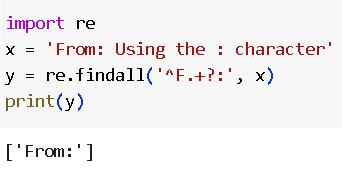 import re
x = 'From: Using the : character'
y = re.findall('^F.+?:', x)
print(y)
['From:']